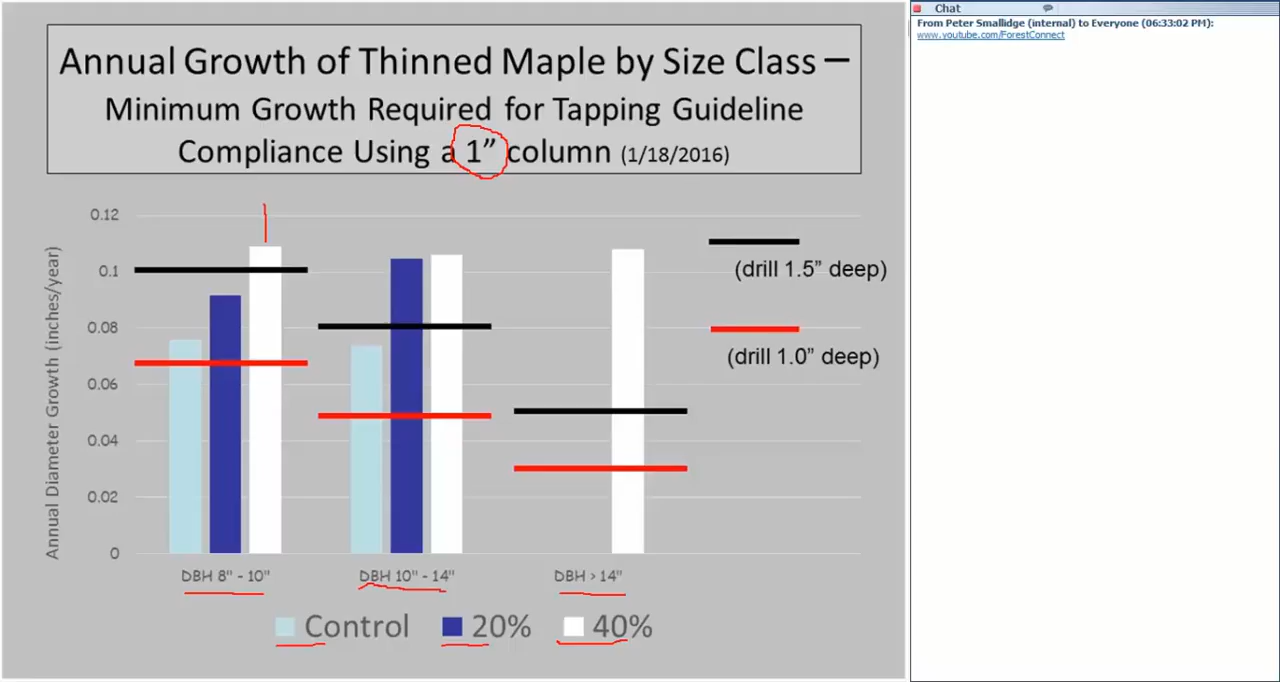 Annual Growth of Thinned Maple by Size Class –
Minimum Growth Required for Tapping Guideline
Compliance Using a 1” column (1/18/2016)
Annual Diameter Growth (inches/year)
0.12
0.1
0.08
0.06
0.04
0.02
0
(drill 1.5” deep)
(drill 1.0” deep)
DBH 8" - 10"
DBH 10" - 14"
DBH > 14"
Control
20%
40%
Chat
From Peter Smallidge (internal) to Everyone (06:33:02 PM):
www.youtube.com/ForestConnect